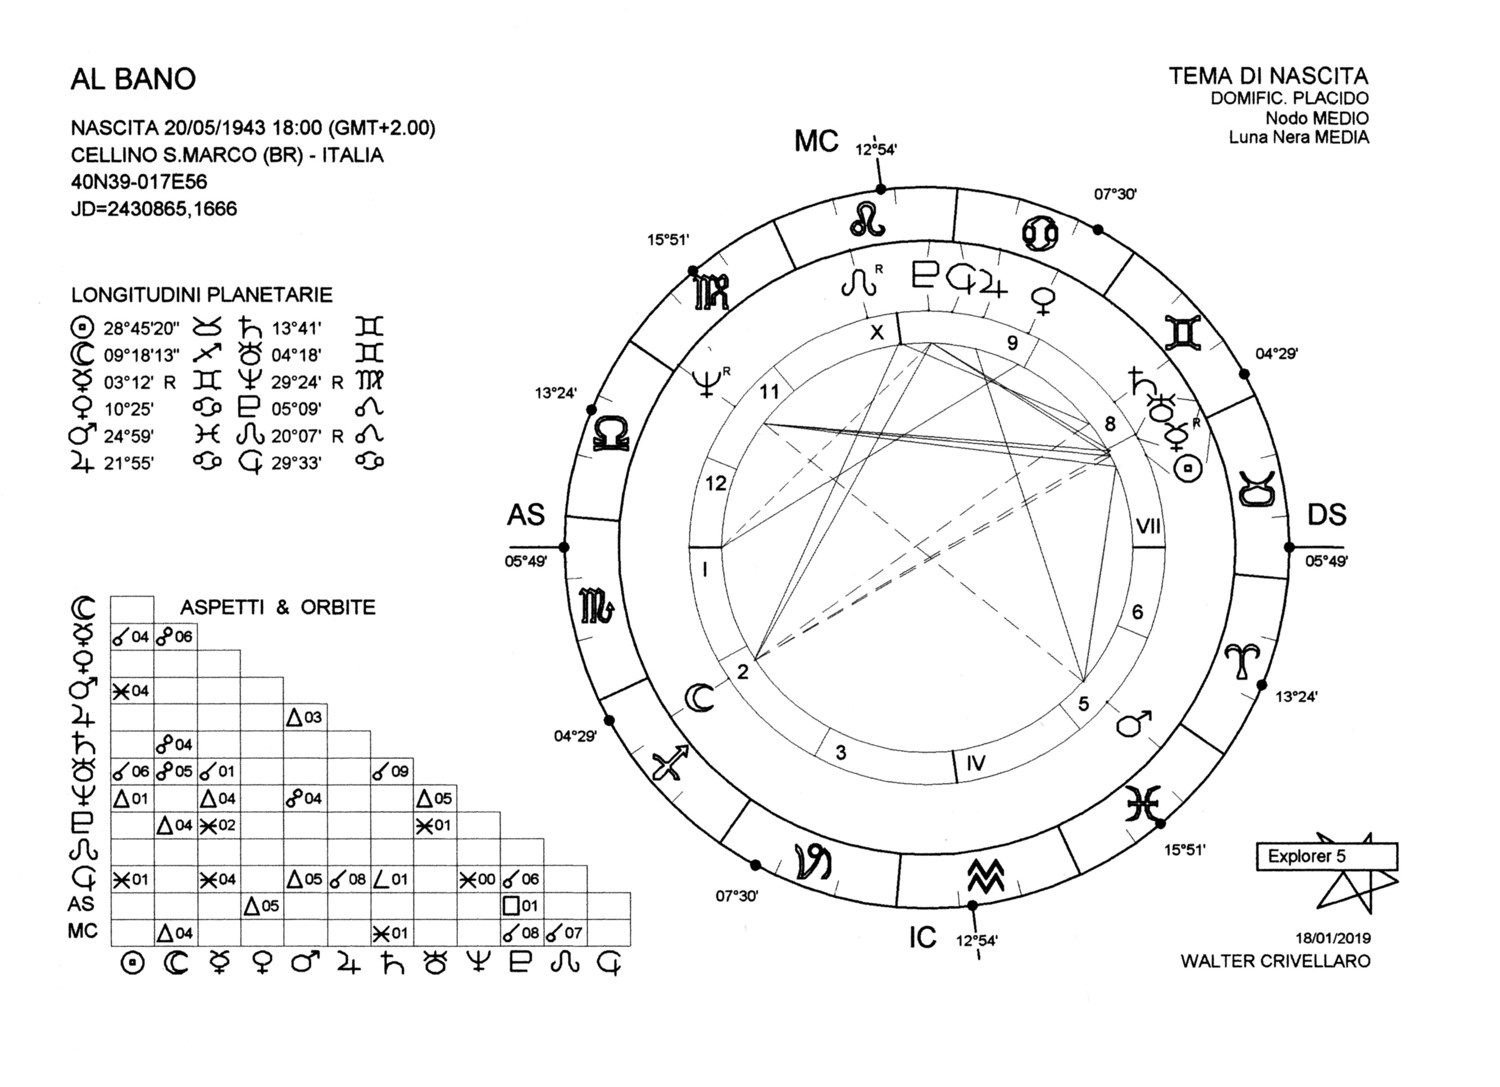 AL BANO
NASCITA 20/05/1943 18:00 (GMT+2.00)
CELLINO S.MARCO (BR) - ITALIA
40N39-017E56
JD=2430865,1666
TEMA DI NASCITA
DOMIFIC. PLACIDO
Nodo MEDIO
Luna Nera MEDIA
LONGITUDINI PLANETARIE
☉ 28°45'20" ♉ ♄ 13°41' ♊
☾ 09°18'13" ♐ ♅ 04°18' ♊
☿ 03°12' R ♊ ♆ 29°24' R ♍
♀ 10°25' ♋ ♇ 05°09' ♌
♂ 24°59' ♓ ☊ 20°07' R ♌
♃ 21°55' ♋ ⚸ 29°33' ♋
MC 12°54'
07°30'
15°51'
04°29'
13°24'
AS
05°49'
DS
05°49'
04°29'
13°24'
07°30'
15°51'
IC 12°54'
R
R
R
X
9
11
8
12
VII
I
6
2
5
3
IV
ASPETTI & ORBITE
☌04 ☍06
⚹04
△03
☍04
☌06 ☍05 ☌01 ☌09
△01 △04 ☍04 △05
△04 ⚹02 ⚹01
⚹01 ⚹04 △05 ☌08 ∠01 ⚹00 ☌06
AS △05 □01
MC △04 ⚹01 ☌08 ☌07
Explorer 5
18/01/2019
WALTER CRIVELLARO